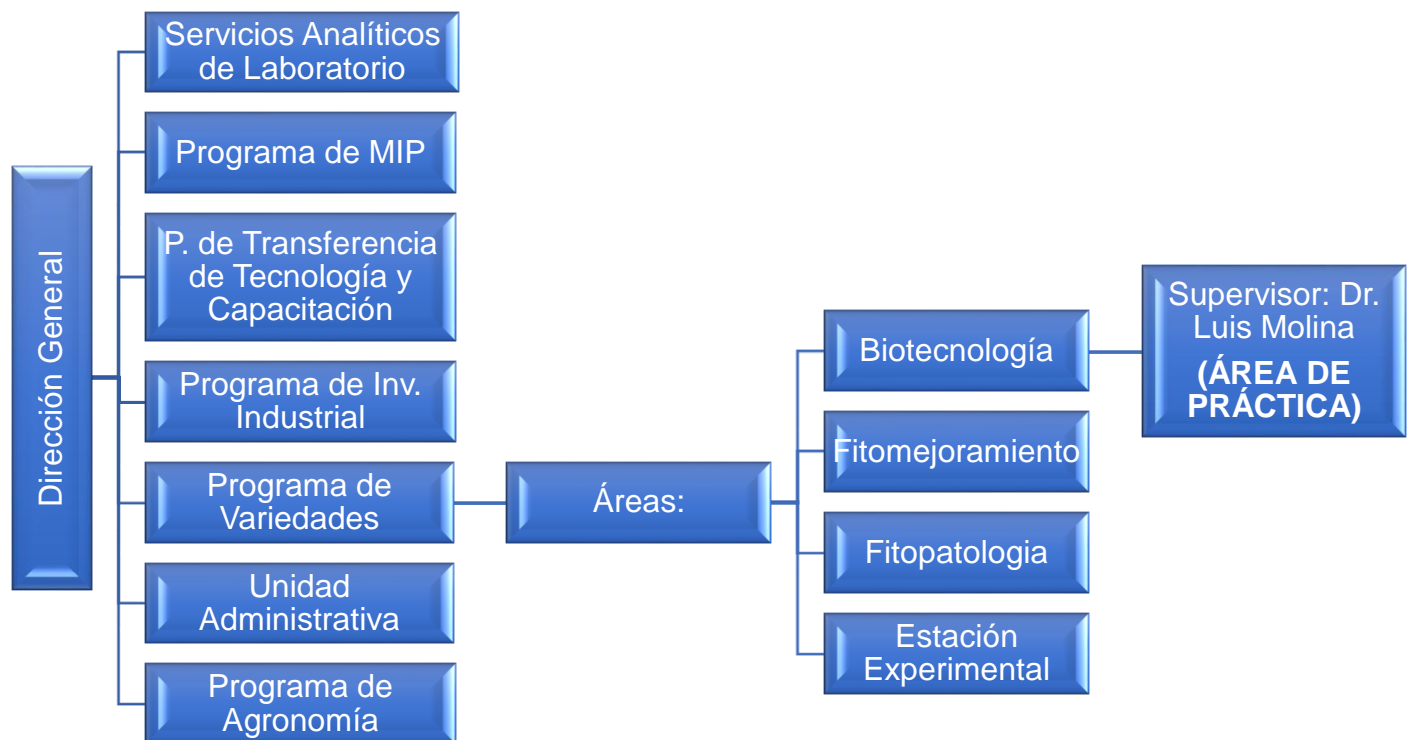 Dirección General
Servicios Analíticos
de Laboratorio
Programa de MIP
P. de Transferencia
de Tecnología y
Capacitación
Programa de Inv.
Industrial
Programa de
Variedades
Unidad
Administrativa
Programa de
Agronomía
Áreas:
Biotecnología
Fitomejoramiento
Fitopatologia
Estación
Experimental
Supervisor: Dr.
Luis Molina
(ÁREA DE
PRÁCTICA)